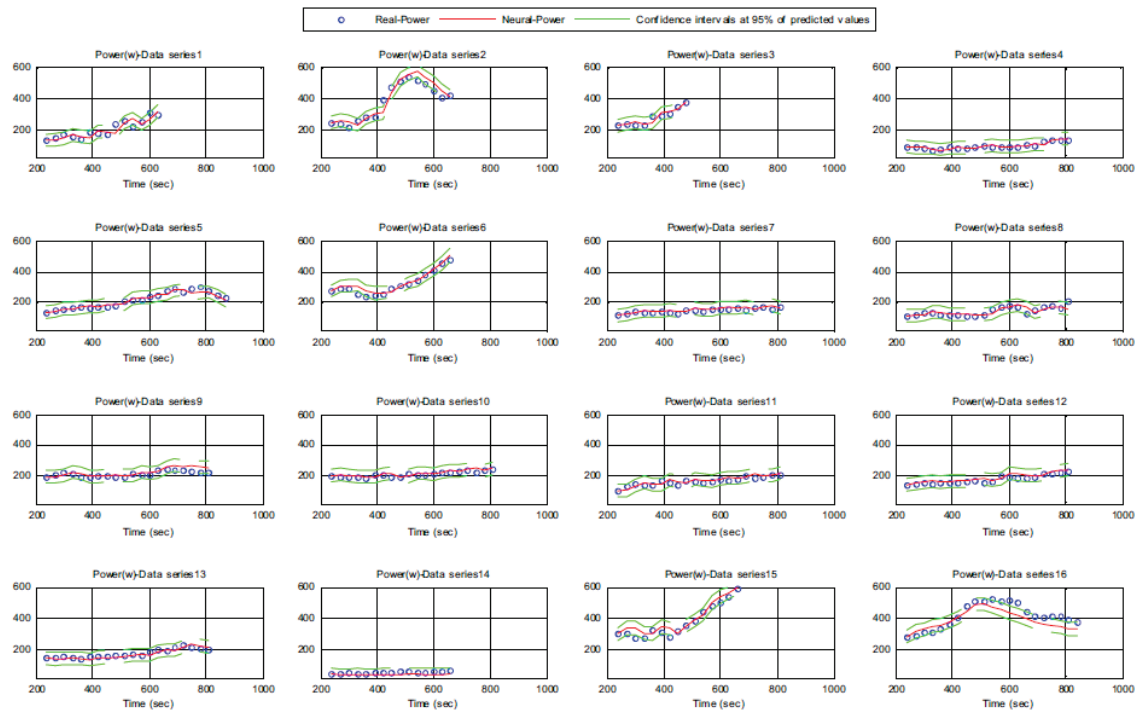 Real-Power Neural-Power Confidence intervals at 95% of predicted values
Power(w)-Data series1
600
400
200
200 400 600 800 1000
Time (sec)
Power(w)-Data series2
600
400
200
200 400 600 800 1000
Time (sec)
Power(w)-Data series3
600
400
200
200 400 600 800 1000
Time (sec)
Power(w)-Data series4
600
400
200
200 400 600 800 1000
Time (sec)
Power(w)-Data series5
600
400
200
200 400 600 800 1000
Time (sec)
Power(w)-Data series6
600
400
200
200 400 600 800 1000
Time (sec)
Power(w)-Data series7
600
400
200
200 400 600 800 1000
Time (sec)
Power(w)-Data series8
600
400
200
200 400 600 800 1000
Time (sec)
Power(w)-Data series9
600
400
200
200 400 600 800 1000
Time (sec)
Power(w)-Data series10
600
400
200
200 400 600 800 1000
Time (sec)
Power(w)-Data series11
600
400
200
200 400 600 800 1000
Time (sec)
Power(w)-Data series12
600
400
200
200 400 600 800 1000
Time (sec)
Power(w)-Data series13
600
400
200
200 400 600 800 1000
Time (sec)
Power(w)-Data series14
600
400
200
200 400 600 800 1000
Time (sec)
Power(w)-Data series15
600
400
200
200 400 600 800 1000
Time (sec)
Power(w)-Data series16
600
400
200
200 400 600 800 1000
Time (sec)